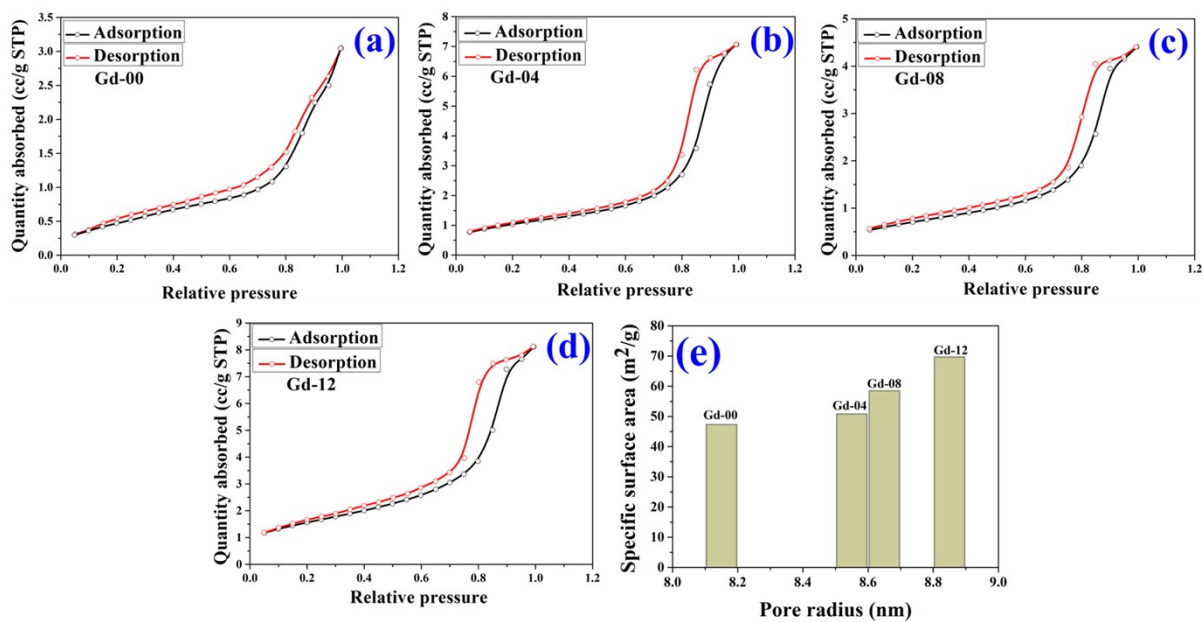 Quantity absorbed (cc/g STP)
3.5
3.0
2.5
2.0
1.5
1.0
0.5
0.0
Adsorption
Desorption
Gd-00
(a)
0.0 0.2 0.4 0.6 0.8 1.0 1.2
Relative pressure
Quantity absorbed (cc/g STP)
8
7
6
5
4
3
2
1
0
Adsorption
Desorption
Gd-04
(b)
0.0 0.2 0.4 0.6 0.8 1.0 1.2
Relative pressure
Quantity absorbed (cc/g STP)
5
4
3
2
1
0
Adsorption
Desorption
Gd-08
(c)
0.0 0.2 0.4 0.6 0.8 1.0 1.2
Relative pressure
Quantity absorbed (cc/g STP)
9
8
7
6
5
4
3
2
1
0
Adsorption
Desorption
Gd-12
(d)
0.0 0.2 0.4 0.6 0.8 1.0 1.2
Relative pressure
Specific surface area (m²/g)
80
70
60
50
40
30
20
10
0
(e)
Gd-00
Gd-04
Gd-08
Gd-12
8.0 8.2 8.4 8.6 8.8 9.0
Pore radius (nm)